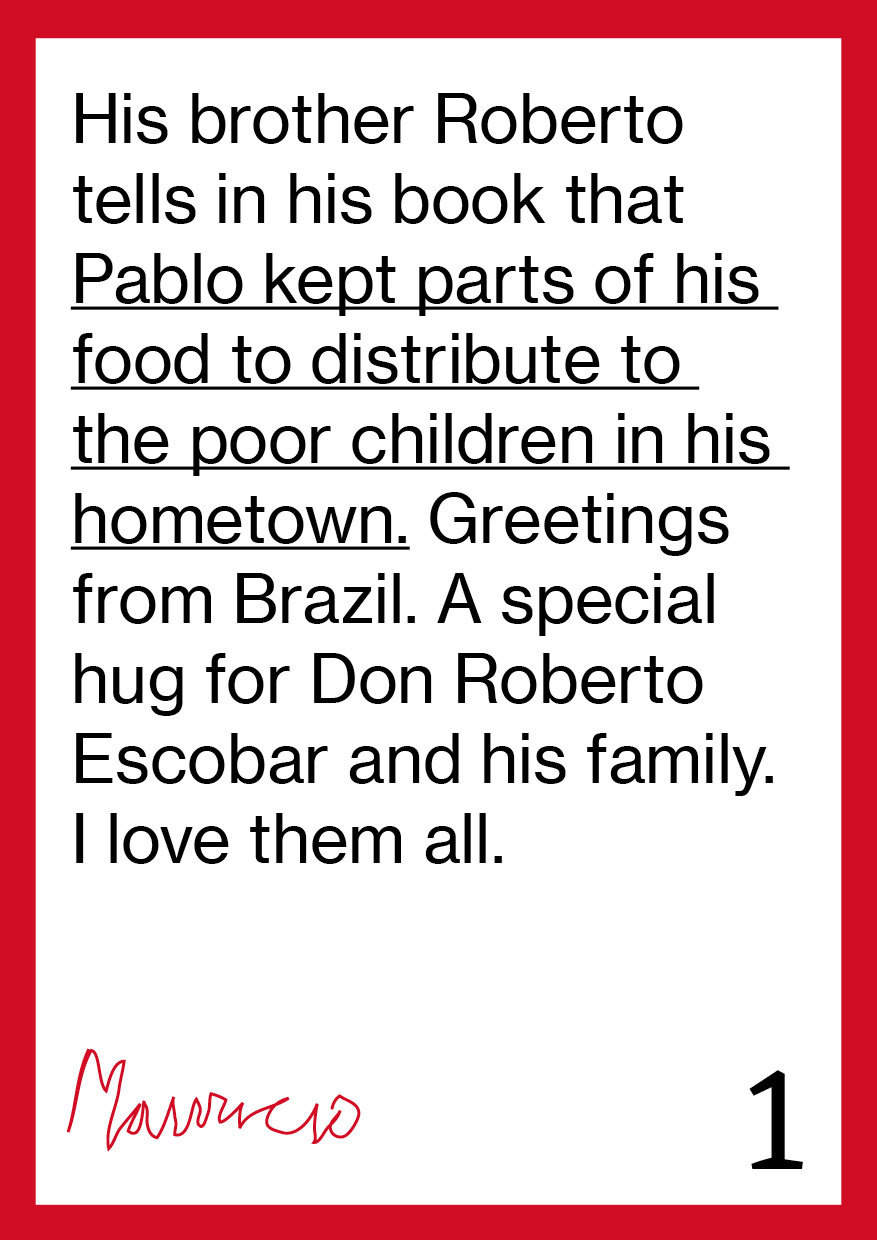 His brother Roberto
tells in his book that
Pablo kept parts of his
food to distribute to
the poor children in his
hometown. Greetings
from Brazil. A special
hug for Don Roberto
Escobar and his family.
I love them all.
Mauricio
1